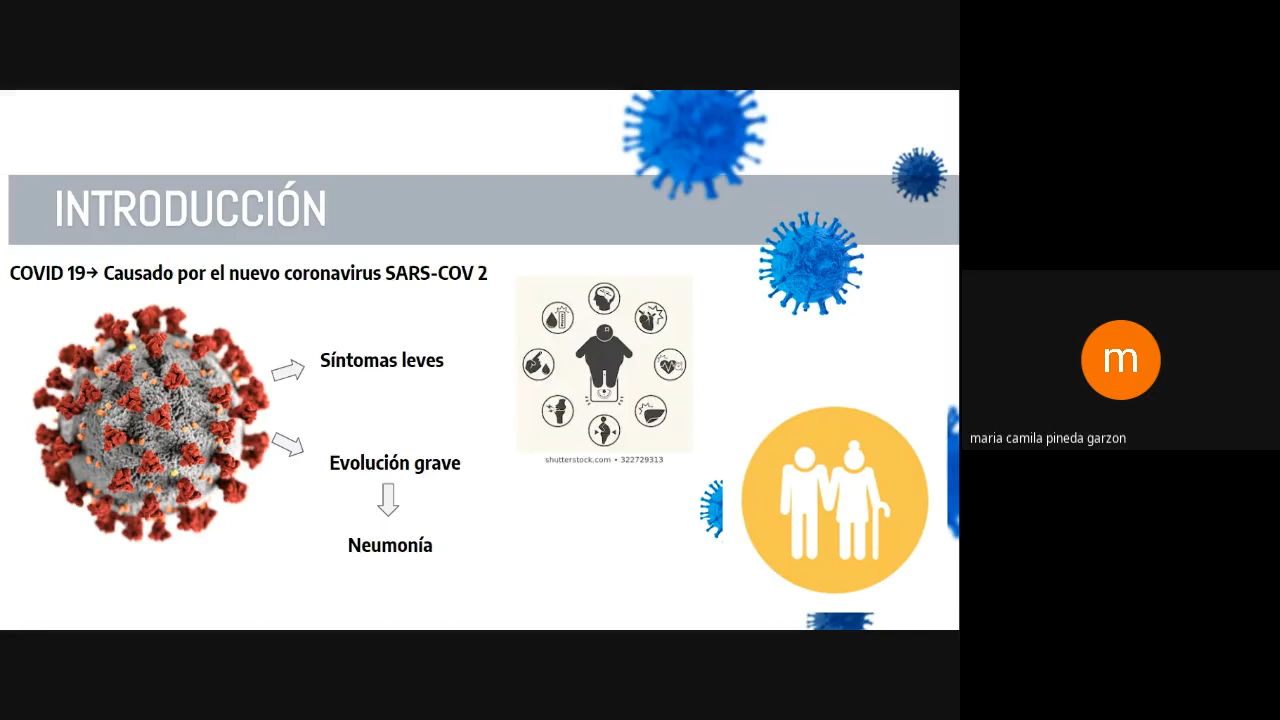 INTRODUCCIÓN
COVID 19→ Causado por el nuevo coronavirus SARS-COV 2
Síntomas leves
Evolución grave
Neumonía
shutterstock.com • 322729313
m
maria camila pineda garzon